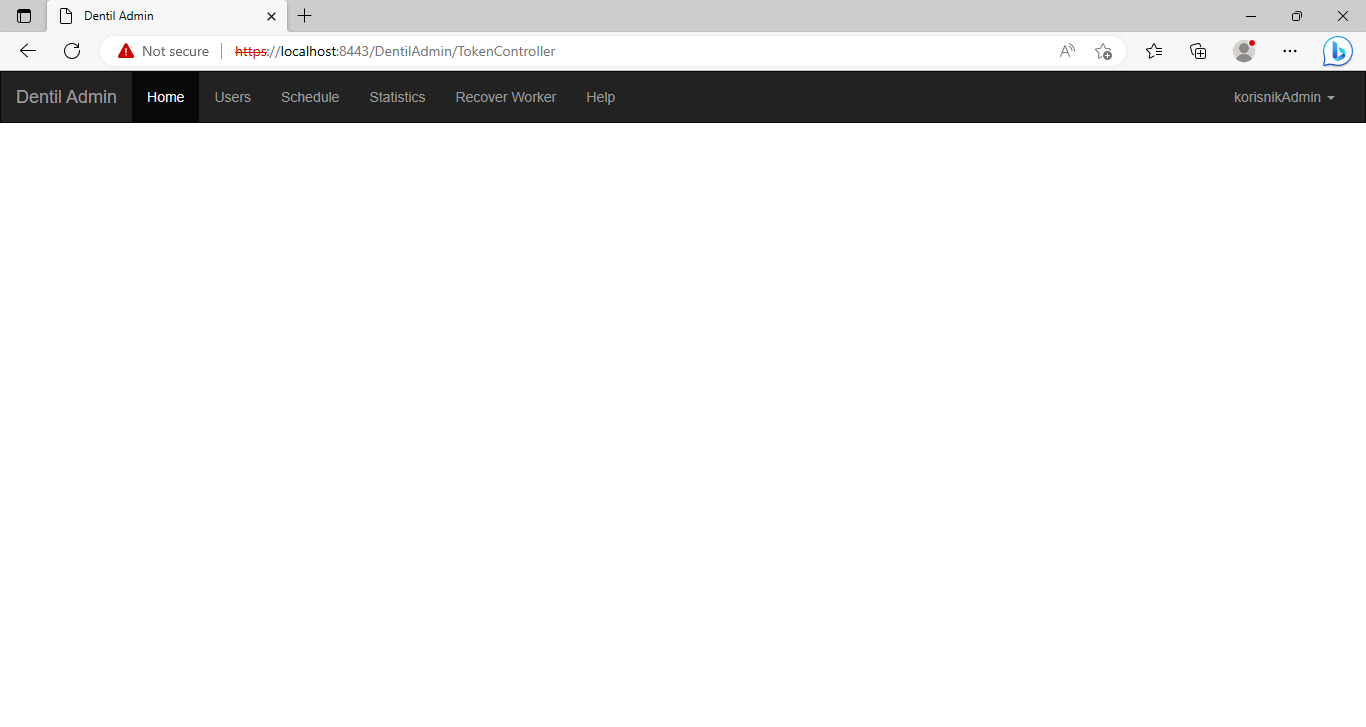 Dentil Admin
Not secure https://localhost:8443/DentilAdmin/TokenController
Dentil Admin Home Users Schedule Statistics Recover Worker Help korisnikAdmin